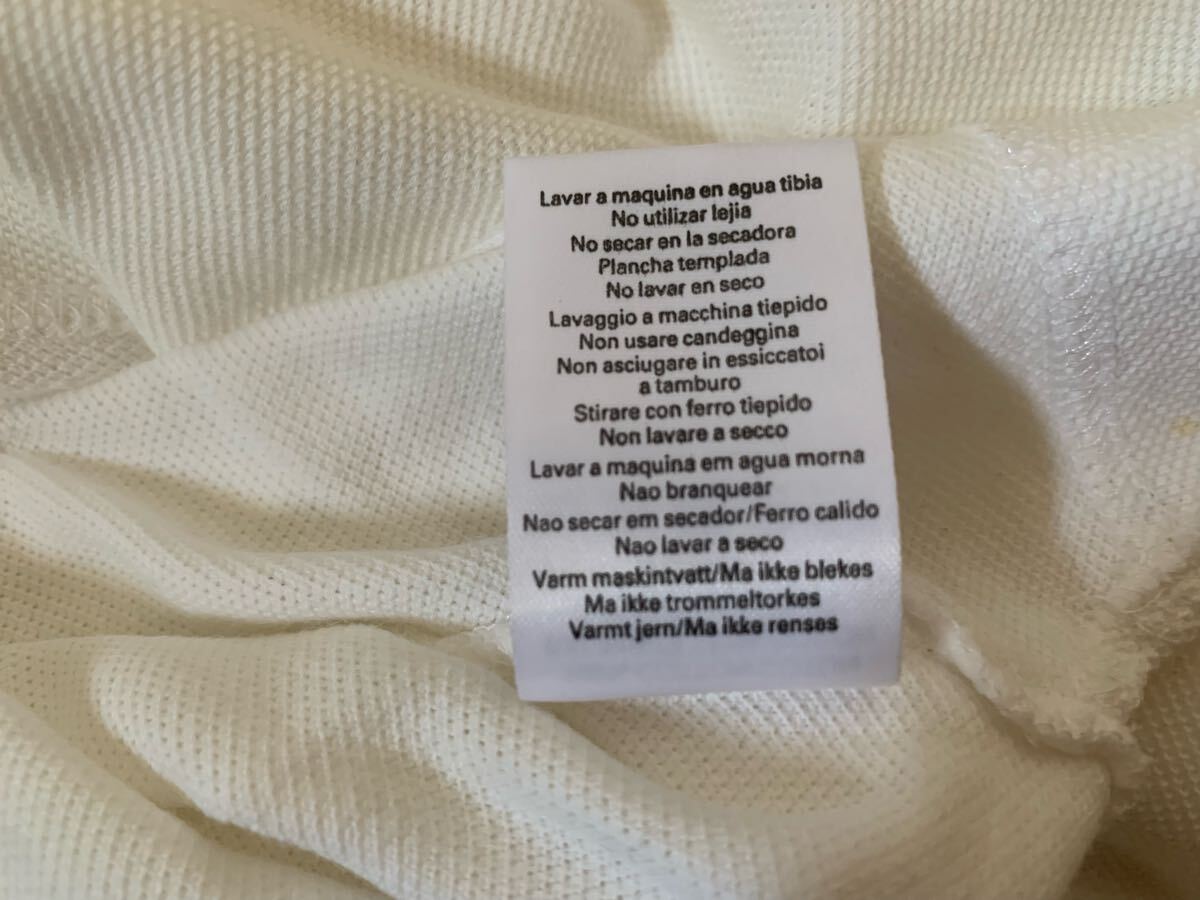 Lavar a maquina en agua tibia
No utilizar lejia
No secar en la secadora
Plancha templada
No lavar en seco
Lavaggio a macchina tiepido
Non usare candeggina
Non asciugare in essiccatoi
a tamburo
Stirare con ferro tiepido
Non lavare a secco
Lavar a maquina em agua morna
Nao branquear
Nao secar em secador/Ferro calido
Nao lavar a seco
Varm maskintvatt/Ma ikke blekes
Ma ikke trommeltorkes
Varmt jern/Ma ikke renses